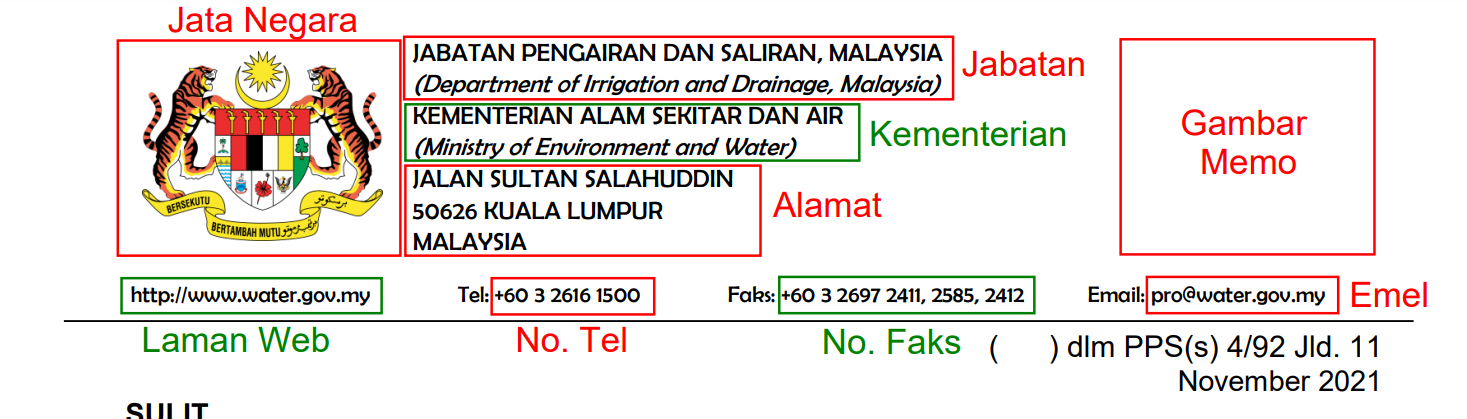 Jata Negara
JABATAN PENGAIRAN DAN SALIRAN, MALAYSIA
(Department of Irrigation and Drainage, Malaysia)
Jabatan
KEMENTERIAN ALAM SEKITAR DAN AIR
(Ministry of Environment and Water)
Kementerian
JALAN SULTAN SALAHUDDIN
50626 KUALA LUMPUR
MALAYSIA
Alamat
Gambar
Memo
BERSEKUTU
BERTAMBAH MUTU
http://www.water.gov.my
Tel: +60 3 2616 1500
Faks: +60 3 2697 2411, 2585, 2412
Email: pro@water.gov.my
Emel
Laman Web
No. Tel
No. Faks
( ) dlm PPS(s) 4/92 Jld. 11
November 2021
SULIT